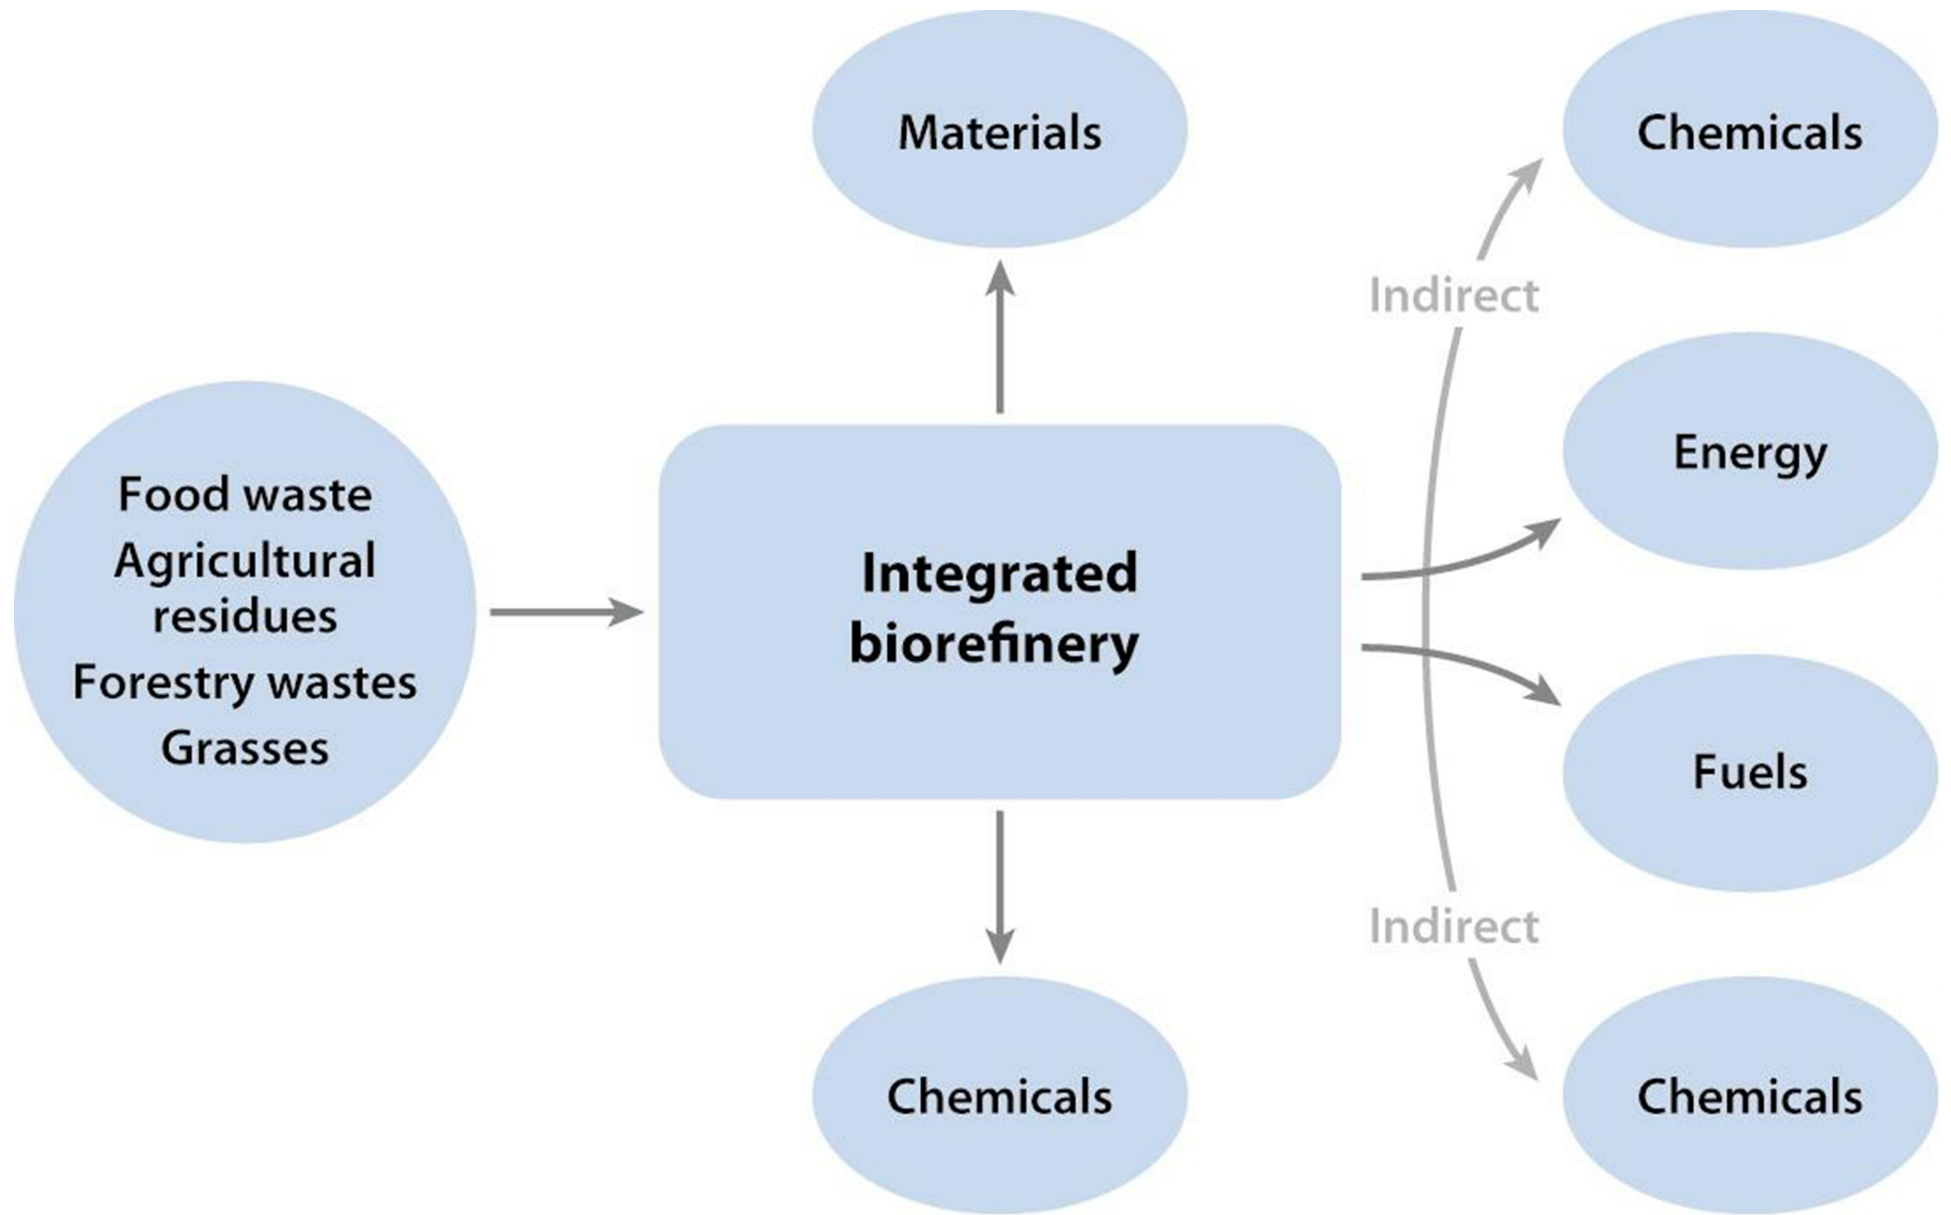 Materials
Chemicals
Indirect
Energy
Food waste
Agricultural
residues
Forestry wastes
Grasses
Integrated
biorefinery
Fuels
Indirect
Chemicals
Chemicals